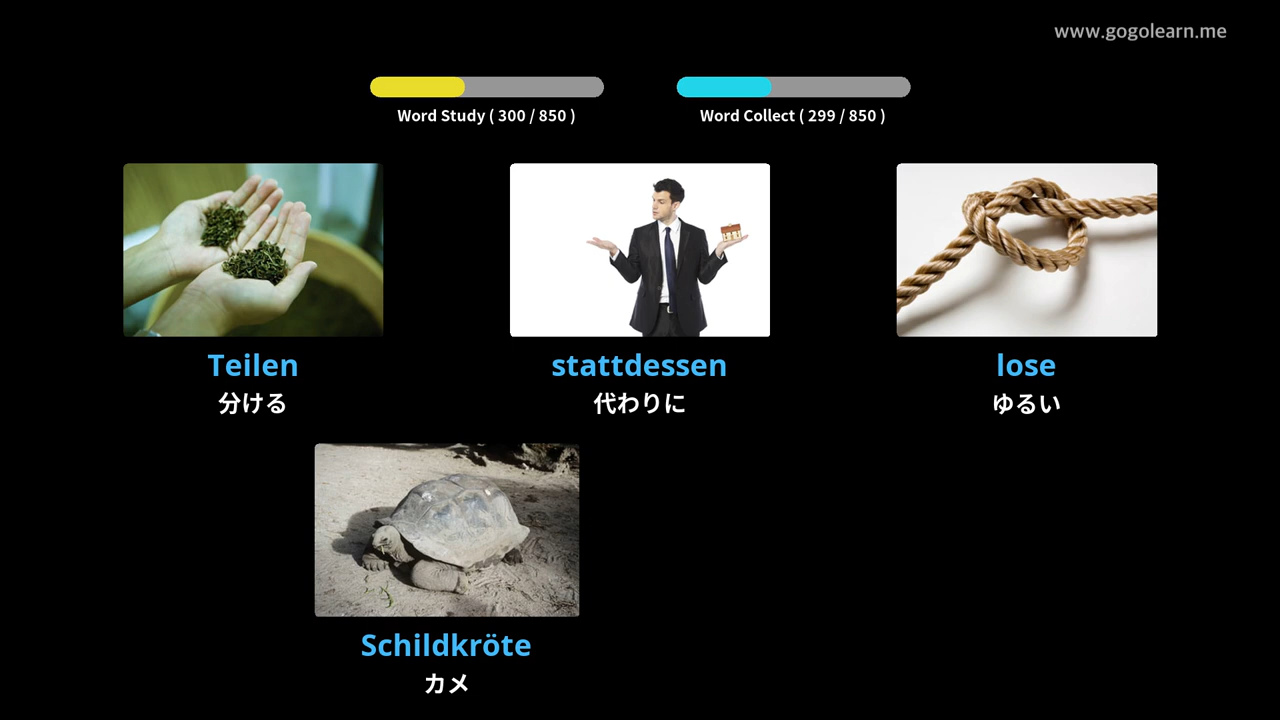 www.gogolearn.me
Word Study ( 300 / 850 )
Word Collect ( 299 / 850 )
Teilen
分ける
stattdessen
代わりに
lose
ゆるい
Schildkröte
カメ